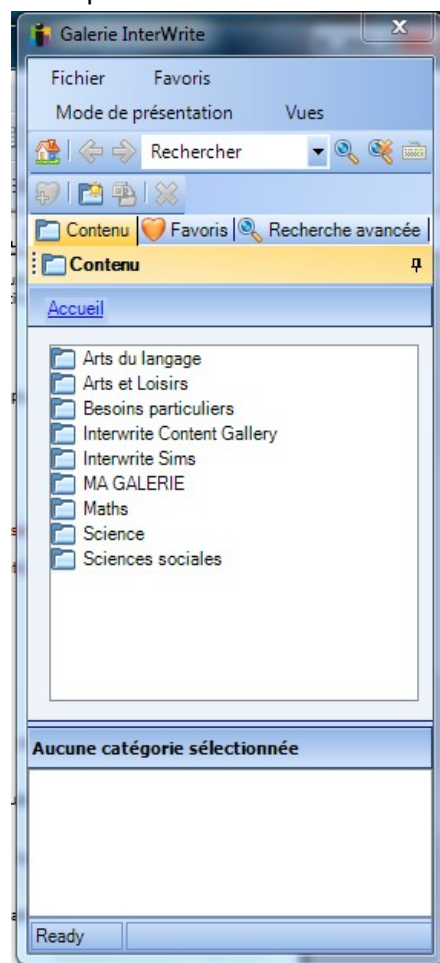 Galerie InterWrite
Fichier Favoris
Mode de présentation Vues
Rechercher
Contenu Favoris Recherche avancée
Contenu
Accueil
Arts du langage
Arts et Loisirs
Besoins particuliers
Interwrite Content Gallery
Interwrite Sims
MA GALERIE
Maths
Science
Sciences sociales
Aucune catégorie sélectionnée
Ready